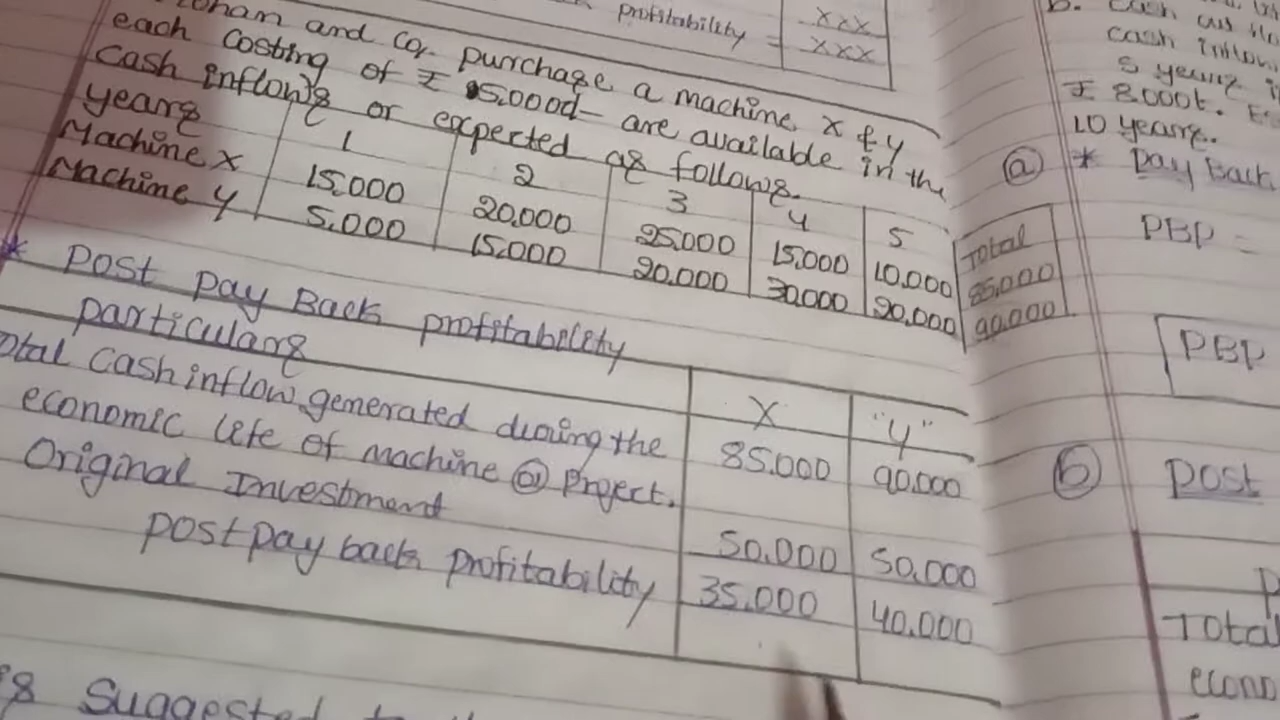 profitability = xxx
xxx
and Co. purchase a machine x & y
each costing of ₹ 5.000d- are available in the
Cash inflows or expected as follows.
years 1 2 3 4 5 Total
Machine x 15.000 20.000 25.000 15.000 10.000 85.000
Machine y 5.000 15.000 20.000 30.000 20.000 90.000
* Post pay Back profitability
particulars X "y"
Total Cash inflow generated during the 85.000 90.000
economic life of machine @ Project.
Original Investment 50.000 50.000
post pay back profitability 35.000 40.000
Suggested
cash inflow
5 years
₹ 8000t.
10 years.
(a) * Pay Back
PBP =
PBP
(b) post
Total
econo